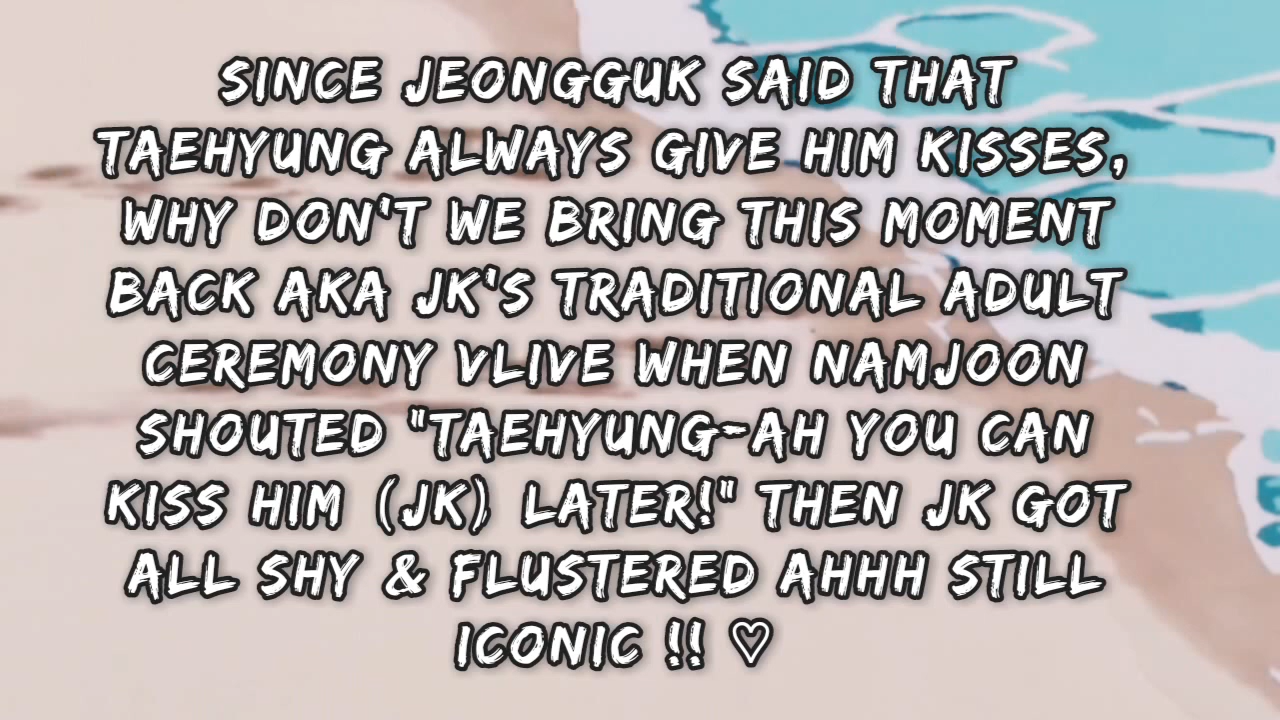 SINCE JEONGGUK SAID THAT
TAEHYUNG ALWAYS GIVE HIM KISSES,
WHY DON'T WE BRING THIS MOMENT
BACK AKA JK'S TRADITIONAL ADULT
CEREMONY VLIVE WHEN NAMJOON
SHOUTED "TAEHYUNG-AH YOU CAN
KISS HIM (JK) LATER!" THEN JK GOT
ALL SHY & FLUSTERED AHHH STILL
ICONIC !! ♡